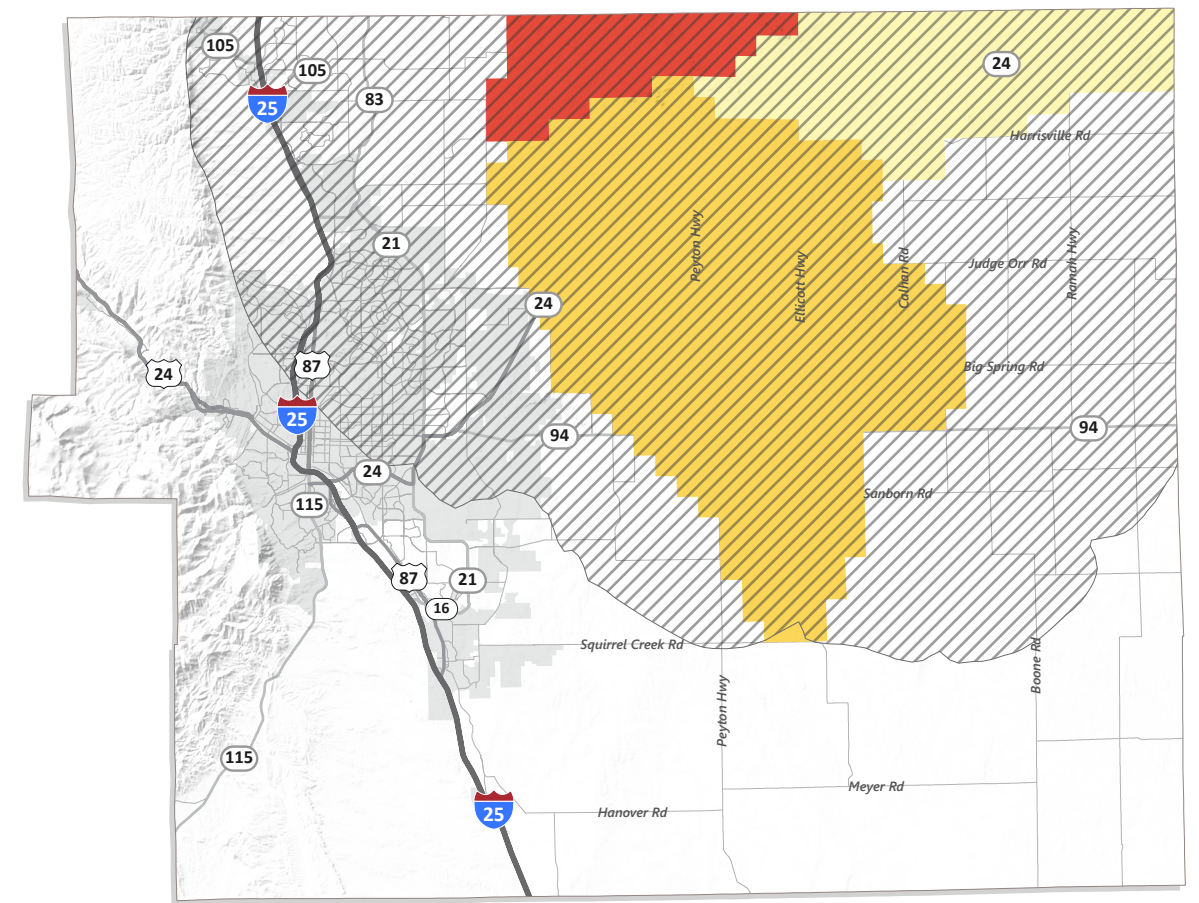 105
24
105
25
83
Harrisville Rd
Peyton Hwy
21
Ramah Hwy
Judge Orr Rd
Calhan Rd
Ellicott Hwy
24
87
Big Spring Rd
24
25
94
94
24
Sanborn Rd
115
87
21
16
Squirrel Creek Rd
Boone Rd
Peyton Hwy
115
Meyer Rd
25
Hanover Rd